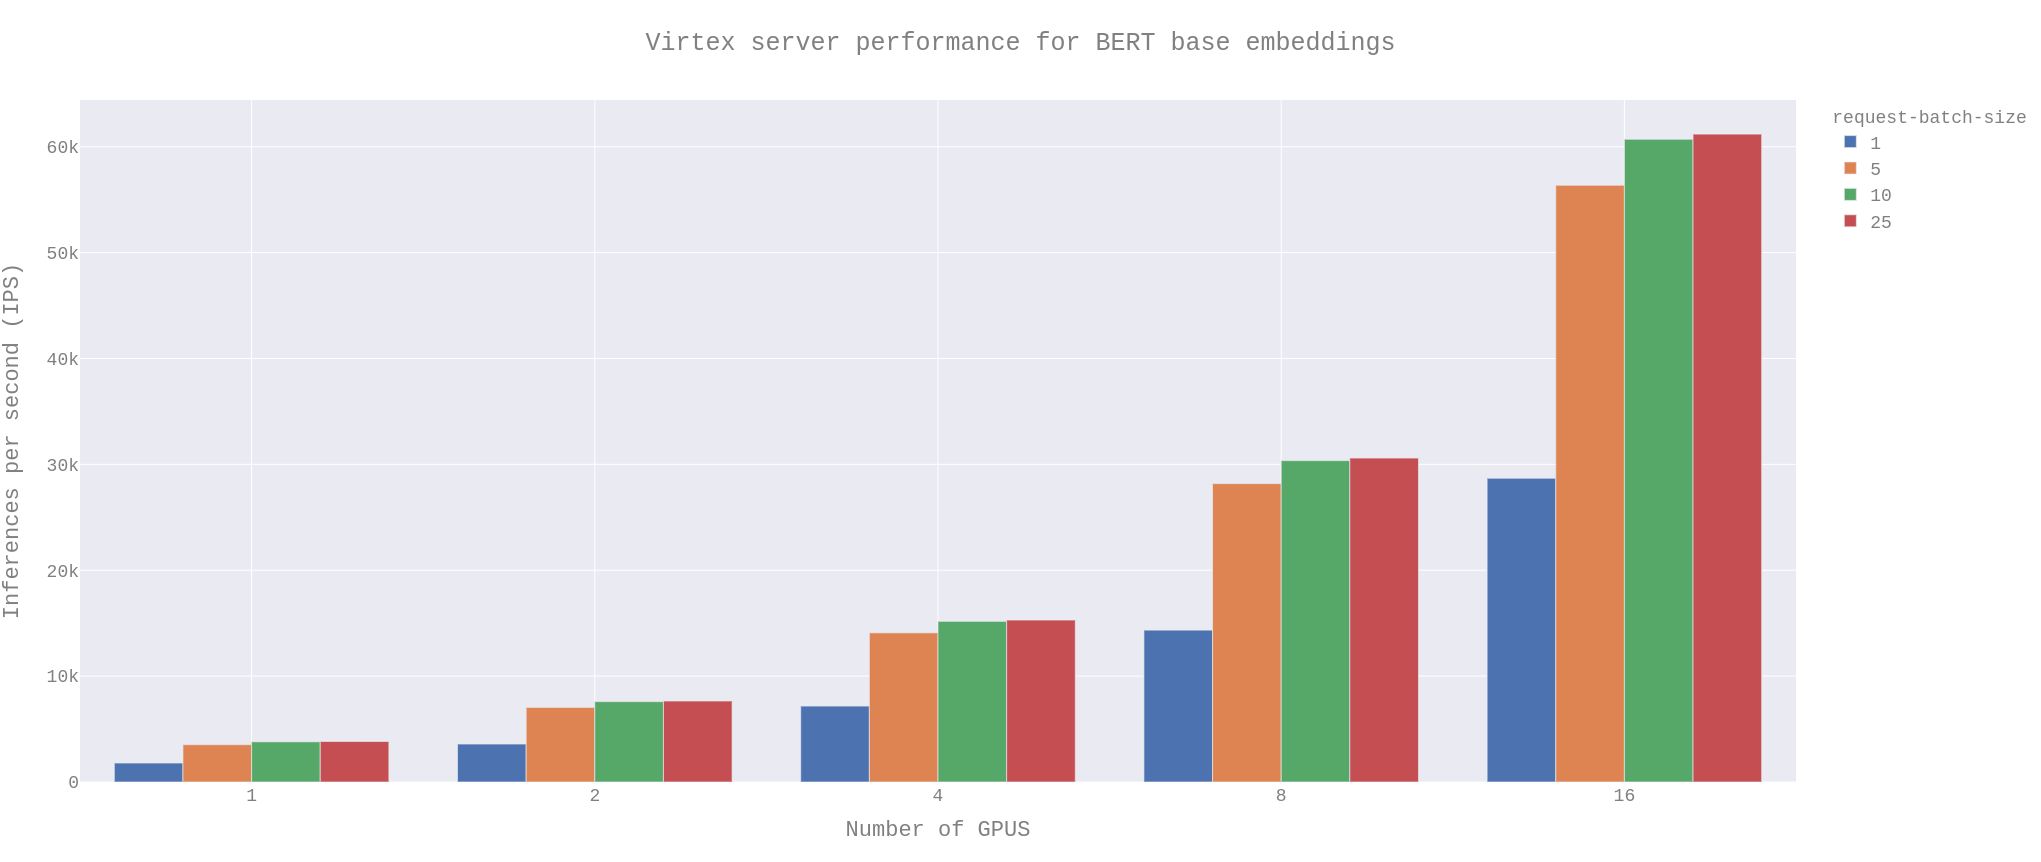 Virtex server performance for BERT base embeddings
request-batch-size
1
5
10
25
Inferences per second (IPS)
60k
50k
40k
30k
20k
10k
0
1 2 4 8 16
Number of GPUS